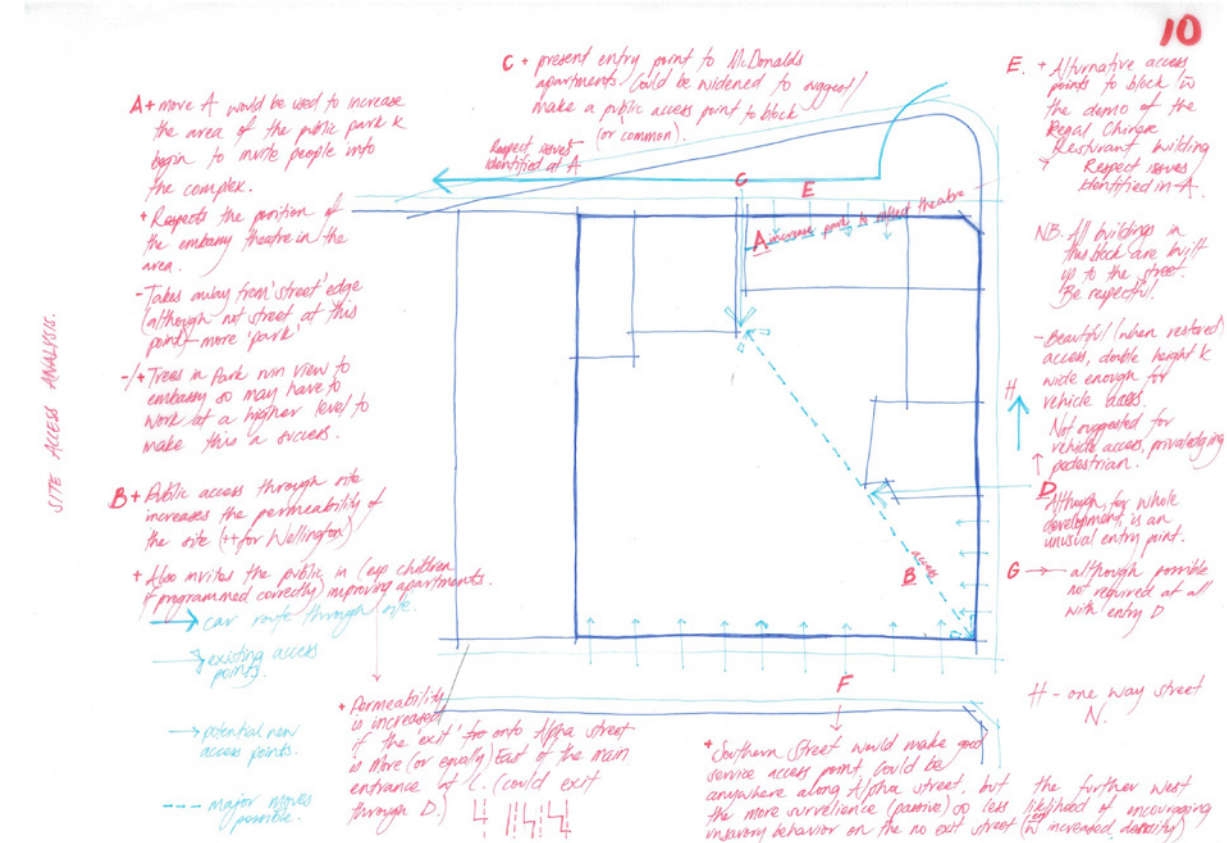 10
SITE ACCESS ANALYSIS.
A + move A would be used to increase
the area of the public park &
begin to invite people into
the complex.
+ Respects the position of
the embassy theatre in the
area.
- Takes away from 'street' edge
(although not street at this
point) - more 'park'
-/+ Trees in Park ruin view to
embassy so may have to
work at a higher level to
make this a success.
B + Public access through site
increases the permeability of
the site (++ for Wellington)
+ Also invites the public in (esp children
if programmed correctly) improving apartments.
car route through site.
existing access
points.
potential new
access points.
major moves
possible.
+ Permeability
is increased
if the 'exit' onto Alpha street
is more (or equally) East of the main
entrance at C. (could exit
through D.)
C + present entry point to McDonalds
apartments. Could be widened to suggest/
make a public access point to block
(or common).
Respect issues
identified at A
C
E
A increase park to reflect theatre
access
B
F
H
D
+ Southern Street would make good
service access point. Could be
anywhere along Alpha street, but the further west
the more surveilience (passive) so less likelihood of encouraging
unsavory behavior on the no exit street (w increased density)
E. + Alternative access
points to block w
the demo of the
Regal Chinese
Resturant building
Respect issues
identified in A.
NB. All buildings in
this block are built
up to the street.
Be respectful.
- Beautiful (when restored)
access, double height &
wide enough for
vehicle access.
Not suggested for
vehicle access, priviledging
pedestrian.
Although, for whole
development, is an
unusual entry point.
G → - although possible
not required at all
with entry D
H - one way street
N.